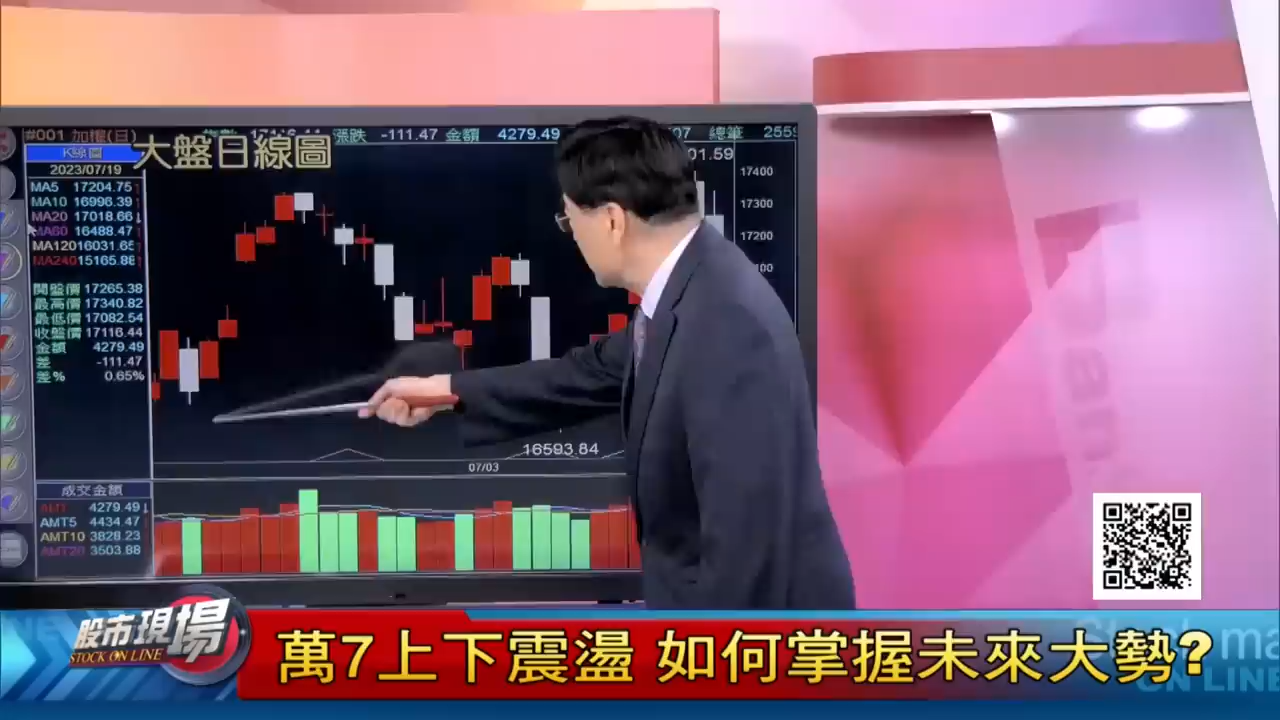 #001 加權(日)
漲跌 -111.47 金額 4279.49
總筆 2559
K線圖
大盤日線圖
2023/07/19
MA5 17204.75↑
MA10 16996.39↑
MA20 17018.66↓
MA60 16488.47↑
MA120 16031.65↑
MA240 15165.88↑
開盤價 17265.38
最高價 17340.82
最低價 17082.54
收盤價 17116.44
金額 4279.49
差 -111.47
差% 0.65%
01.59
17400
17300
17200
16593.84
07/03
成交金額
AMT 4279.49↓
AMT5 4434.47↑
AMT10 3828.23
AMT20 3503.88
股市現場
STOCK ON LINE
萬7上下震盪 如何掌握未來大勢?
ON LINE